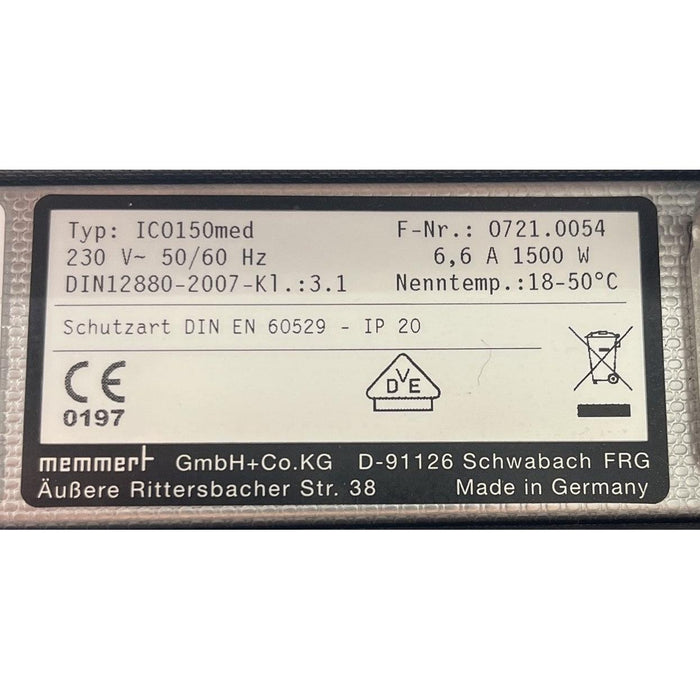 Typ: ICO150med F-Nr.: 0721.0054
230 V~ 50/60 Hz 6,6 A 1500 W
DIN12880-2007-Kl.:3.1 Nenntemp.:18-50°C
Schutzart DIN EN 60529 - IP 20
CE
0197
DVE
memmert GmbH+Co.KG D-91126 Schwabach FRG
Äußere Rittersbacher Str. 38 Made in Germany